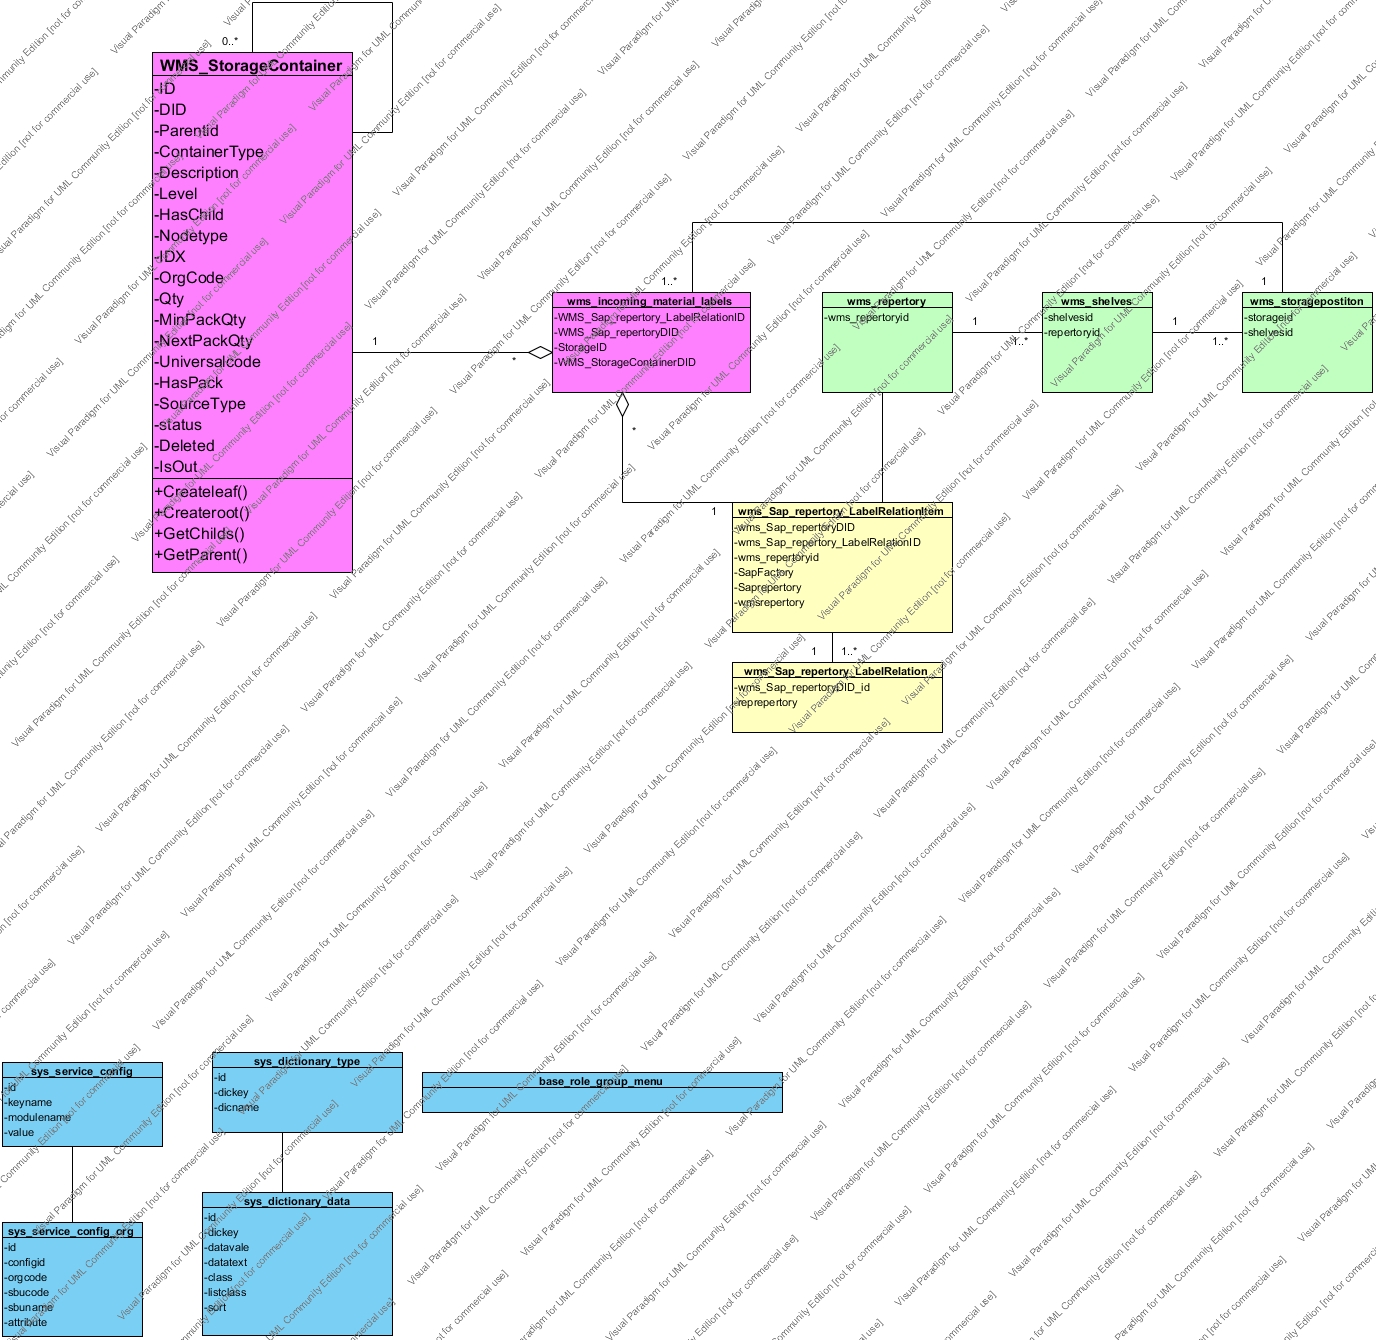 0..*
WMS_StorageContainer
-ID
-DID
-ParentId
-ContainerType
-Description
-Level
-HasChild
-Nodetype
-IDX
-OrgCode
-Qty
-MinPackQty
-NextPackQty
-Universalcode
-HasPack
-SourceType
-status
-Deleted
-IsOut
+Createleaf()
+Createroot()
+GetChilds()
+GetParent()
1
*
1..*
1
wms_incoming_material_labels
-WMS_Sap_repertory_LabelRelationID
-WMS_Sap_repertoryDID
-StorageID
-WMS_StorageContainerDID
wms_repertory
-wms_repertoryid
1
1..*
wms_shelves
-shelvesid
-repertoryid
1
1..*
wms_storagepostiton
-storageid
-shelvesid
*
1
wms_Sap_repertory_LabelRelationItem
-wms_Sap_repertoryDID
-wms_Sap_repertory_LabelRelationID
-wms_repertoryid
-SapFactory
-Saprepertory
-wmsrepertory
1
1..*
wms_Sap_repertory_LabelRelation
-wms_Sap_repertoryDID_id
-reprepertory
sys_service_config
-id
-keyname
-modulename
-value
sys_dictionary_type
-id
-dickey
-dicname
base_role_group_menu
sys_service_config_org
-id
-configid
-orgcode
-sbucode
-sbuname
-attribute
sys_dictionary_data
-id
-dickey
-datavale
-datatext
-class
-listclass
-sort
Visual Paradigm for UML Community Edition [not for commercial use]